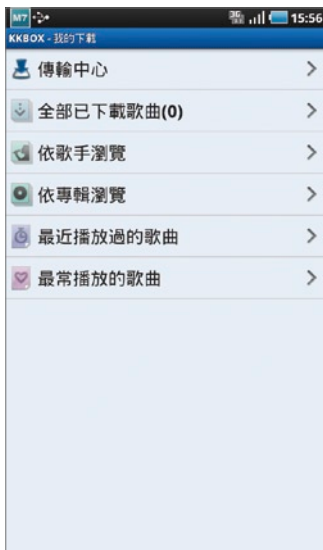 M7 3G 15:56
KKBOX - 我的下載
傳輸中心
全部已下載歌曲(0)
依歌手瀏覽
依專輯瀏覽
最近播放過的歌曲
最常播放的歌曲